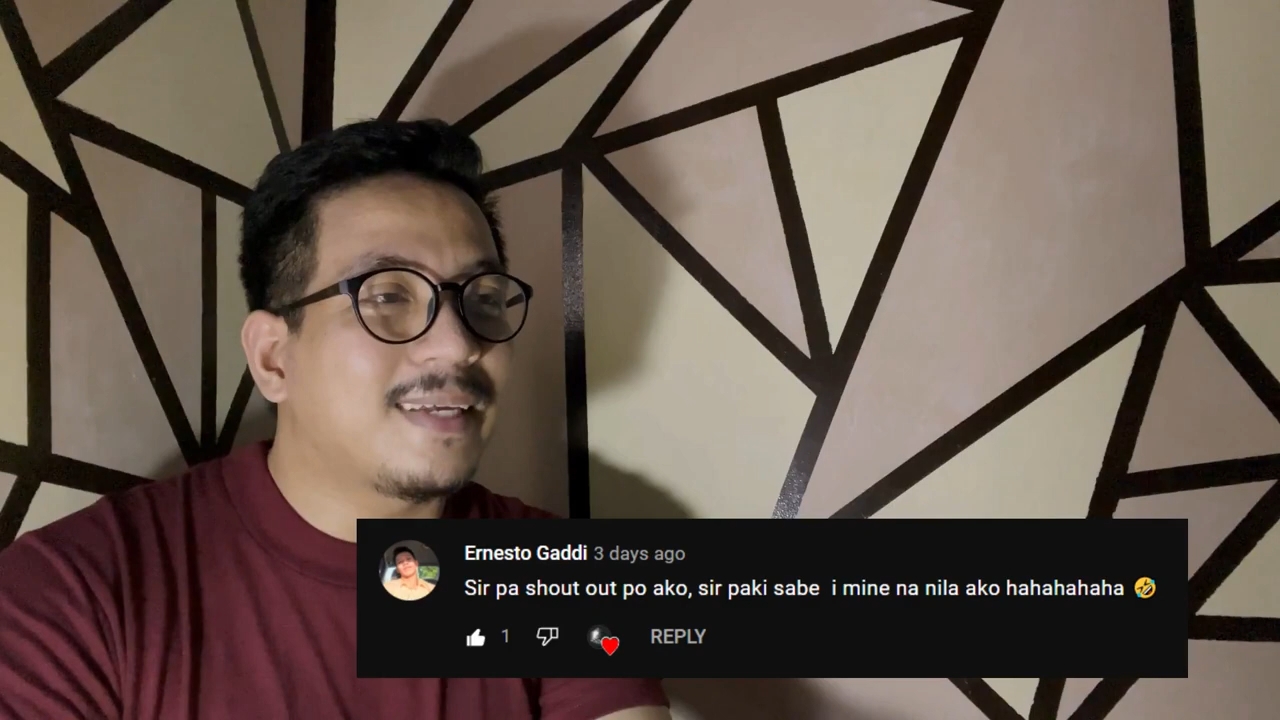 Ernesto Gaddi 3 days ago
Sir pa shout out po ako, sir paki sabe  i mine na nila ako hahahahaha 🤣
1
REPLY